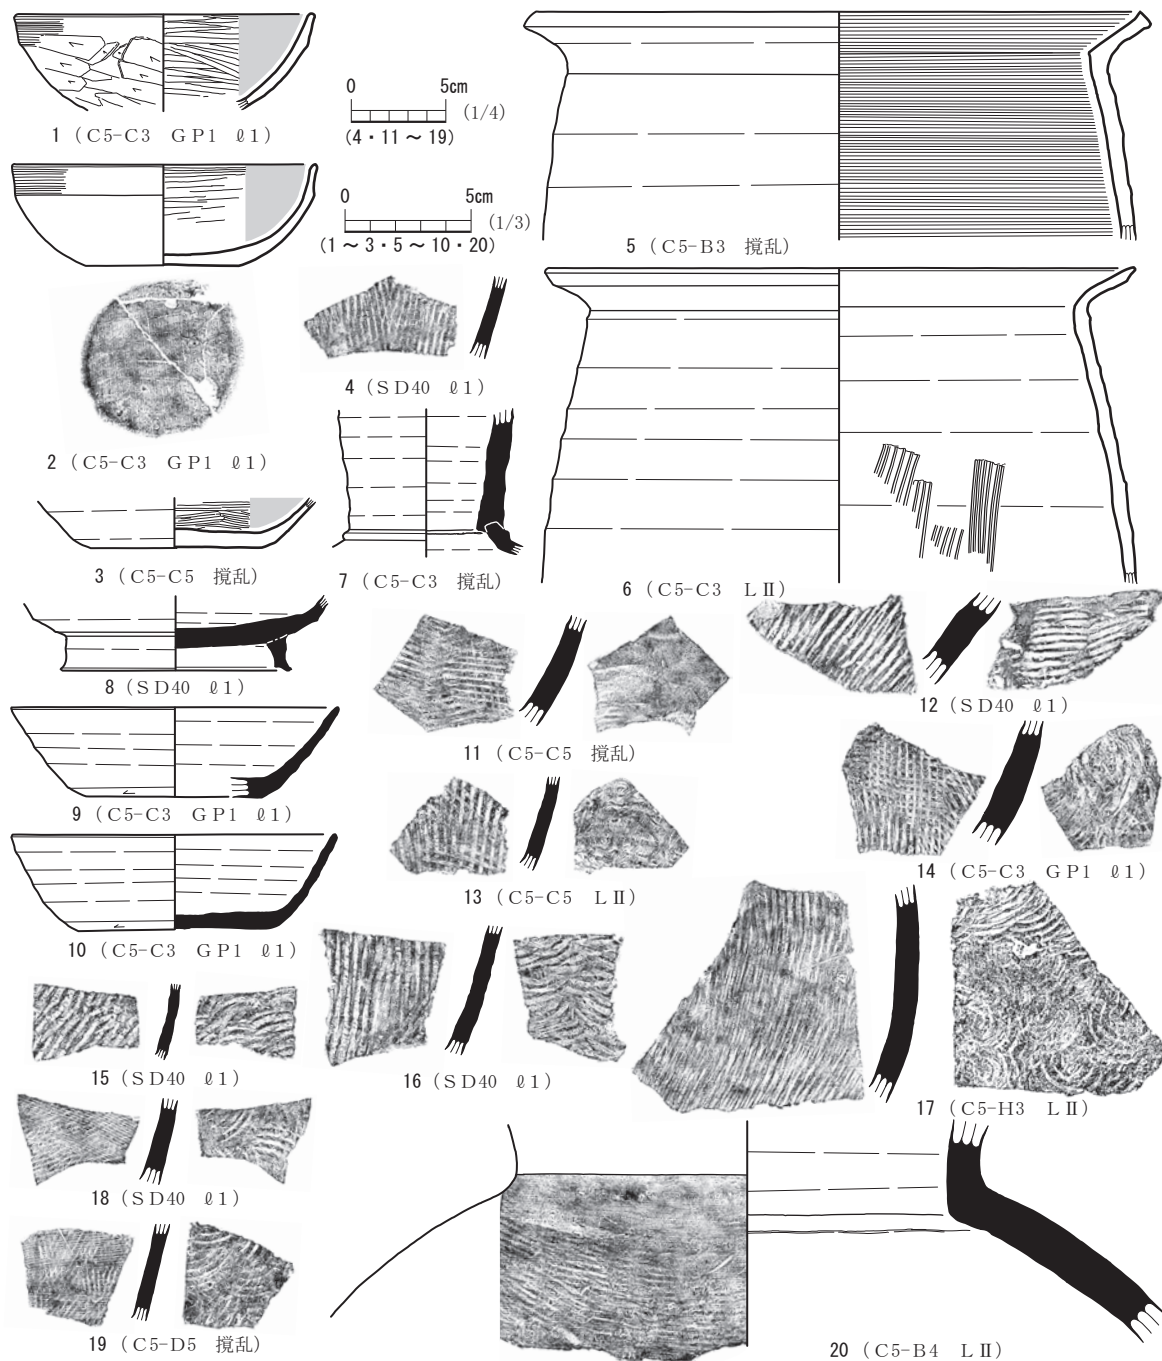 1 (C5-C3 GP1 ℓ1)
0 5cm
(1/4)
(4・11～19)
0 5cm
(1/3)
(1～3・5～10・20)
2 (C5-C3 GP1 ℓ1)
3 (C5-C5 撹乱)
4 (SD40 ℓ1)
5 (C5-B3 撹乱)
6 (C5-C3 LⅡ)
7 (C5-C3 撹乱)
8 (SD40 ℓ1)
9 (C5-C3 GP1 ℓ1)
10 (C5-C3 GP1 ℓ1)
11 (C5-C5 撹乱)
12 (SD40 ℓ1)
13 (C5-C5 LⅡ)
14 (C5-C3 GP1 ℓ1)
15 (SD40 ℓ1)
16 (SD40 ℓ1)
17 (C5-H3 LⅡ)
18 (SD40 ℓ1)
19 (C5-D5 撹乱)
20 (C5-B4 LⅡ)